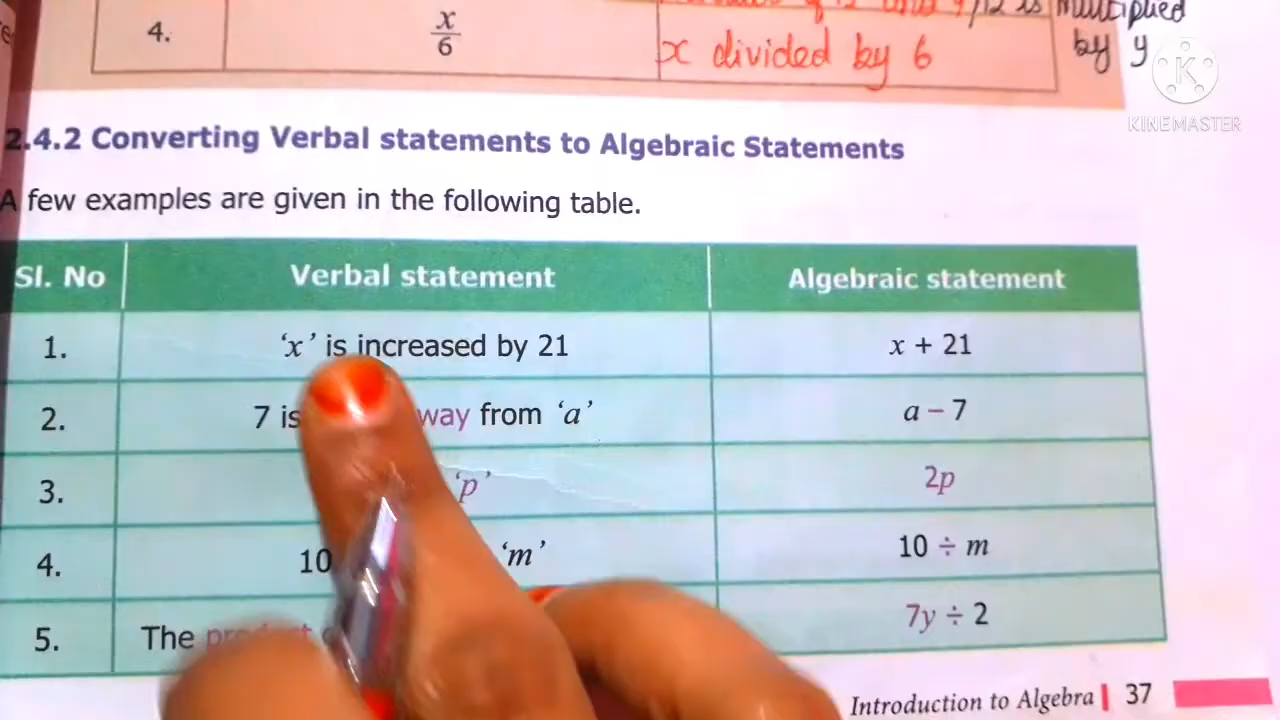 is multiplied
4.
x/6
x divided by 6
by y
KINEMASTER
2.4.2 Converting Verbal statements to Algebraic Statements
A few examples are given in the following table.
Sl. No Verbal statement Algebraic statement
1. 'x' is increased by 21 x + 21
2. 7 is from 'a' a – 7
3. 'p' 2p
4. 10 'm' 10 ÷ m
5. The 7y ÷ 2
Introduction to Algebra | 37